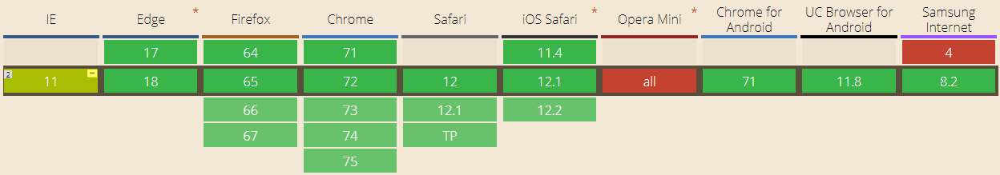 IE Edge * Firefox Chrome Safari iOS Safari * Opera Mini * Chrome for Android UC Browser for Android Samsung Internet
17 64 71 11.4 4
2 11 - 18 65 72 12 12.1 all 71 11.8 8.2
66 73 12.1 12.2
67 74 TP
75